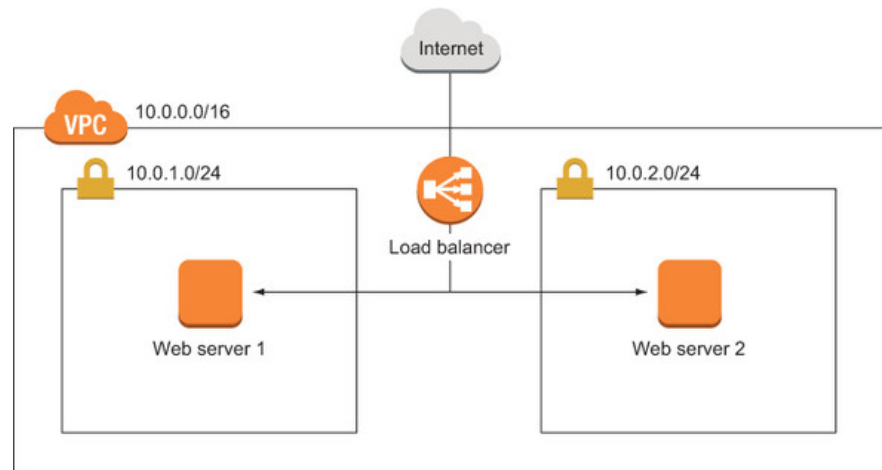 Internet
VPC
10.0.0.0/16
10.0.1.0/24
10.0.2.0/24
Load balancer
Web server 1
Web server 2